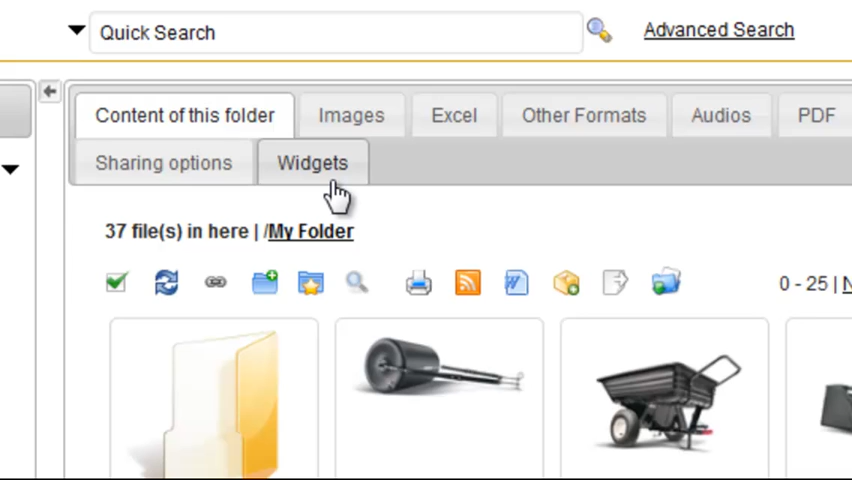 Quick Search
Advanced Search
Content of this folder
Images
Excel
Other Formats
Audios
PDF
Sharing options
Widgets
37 file(s) in here | /My Folder
0 - 25 | N